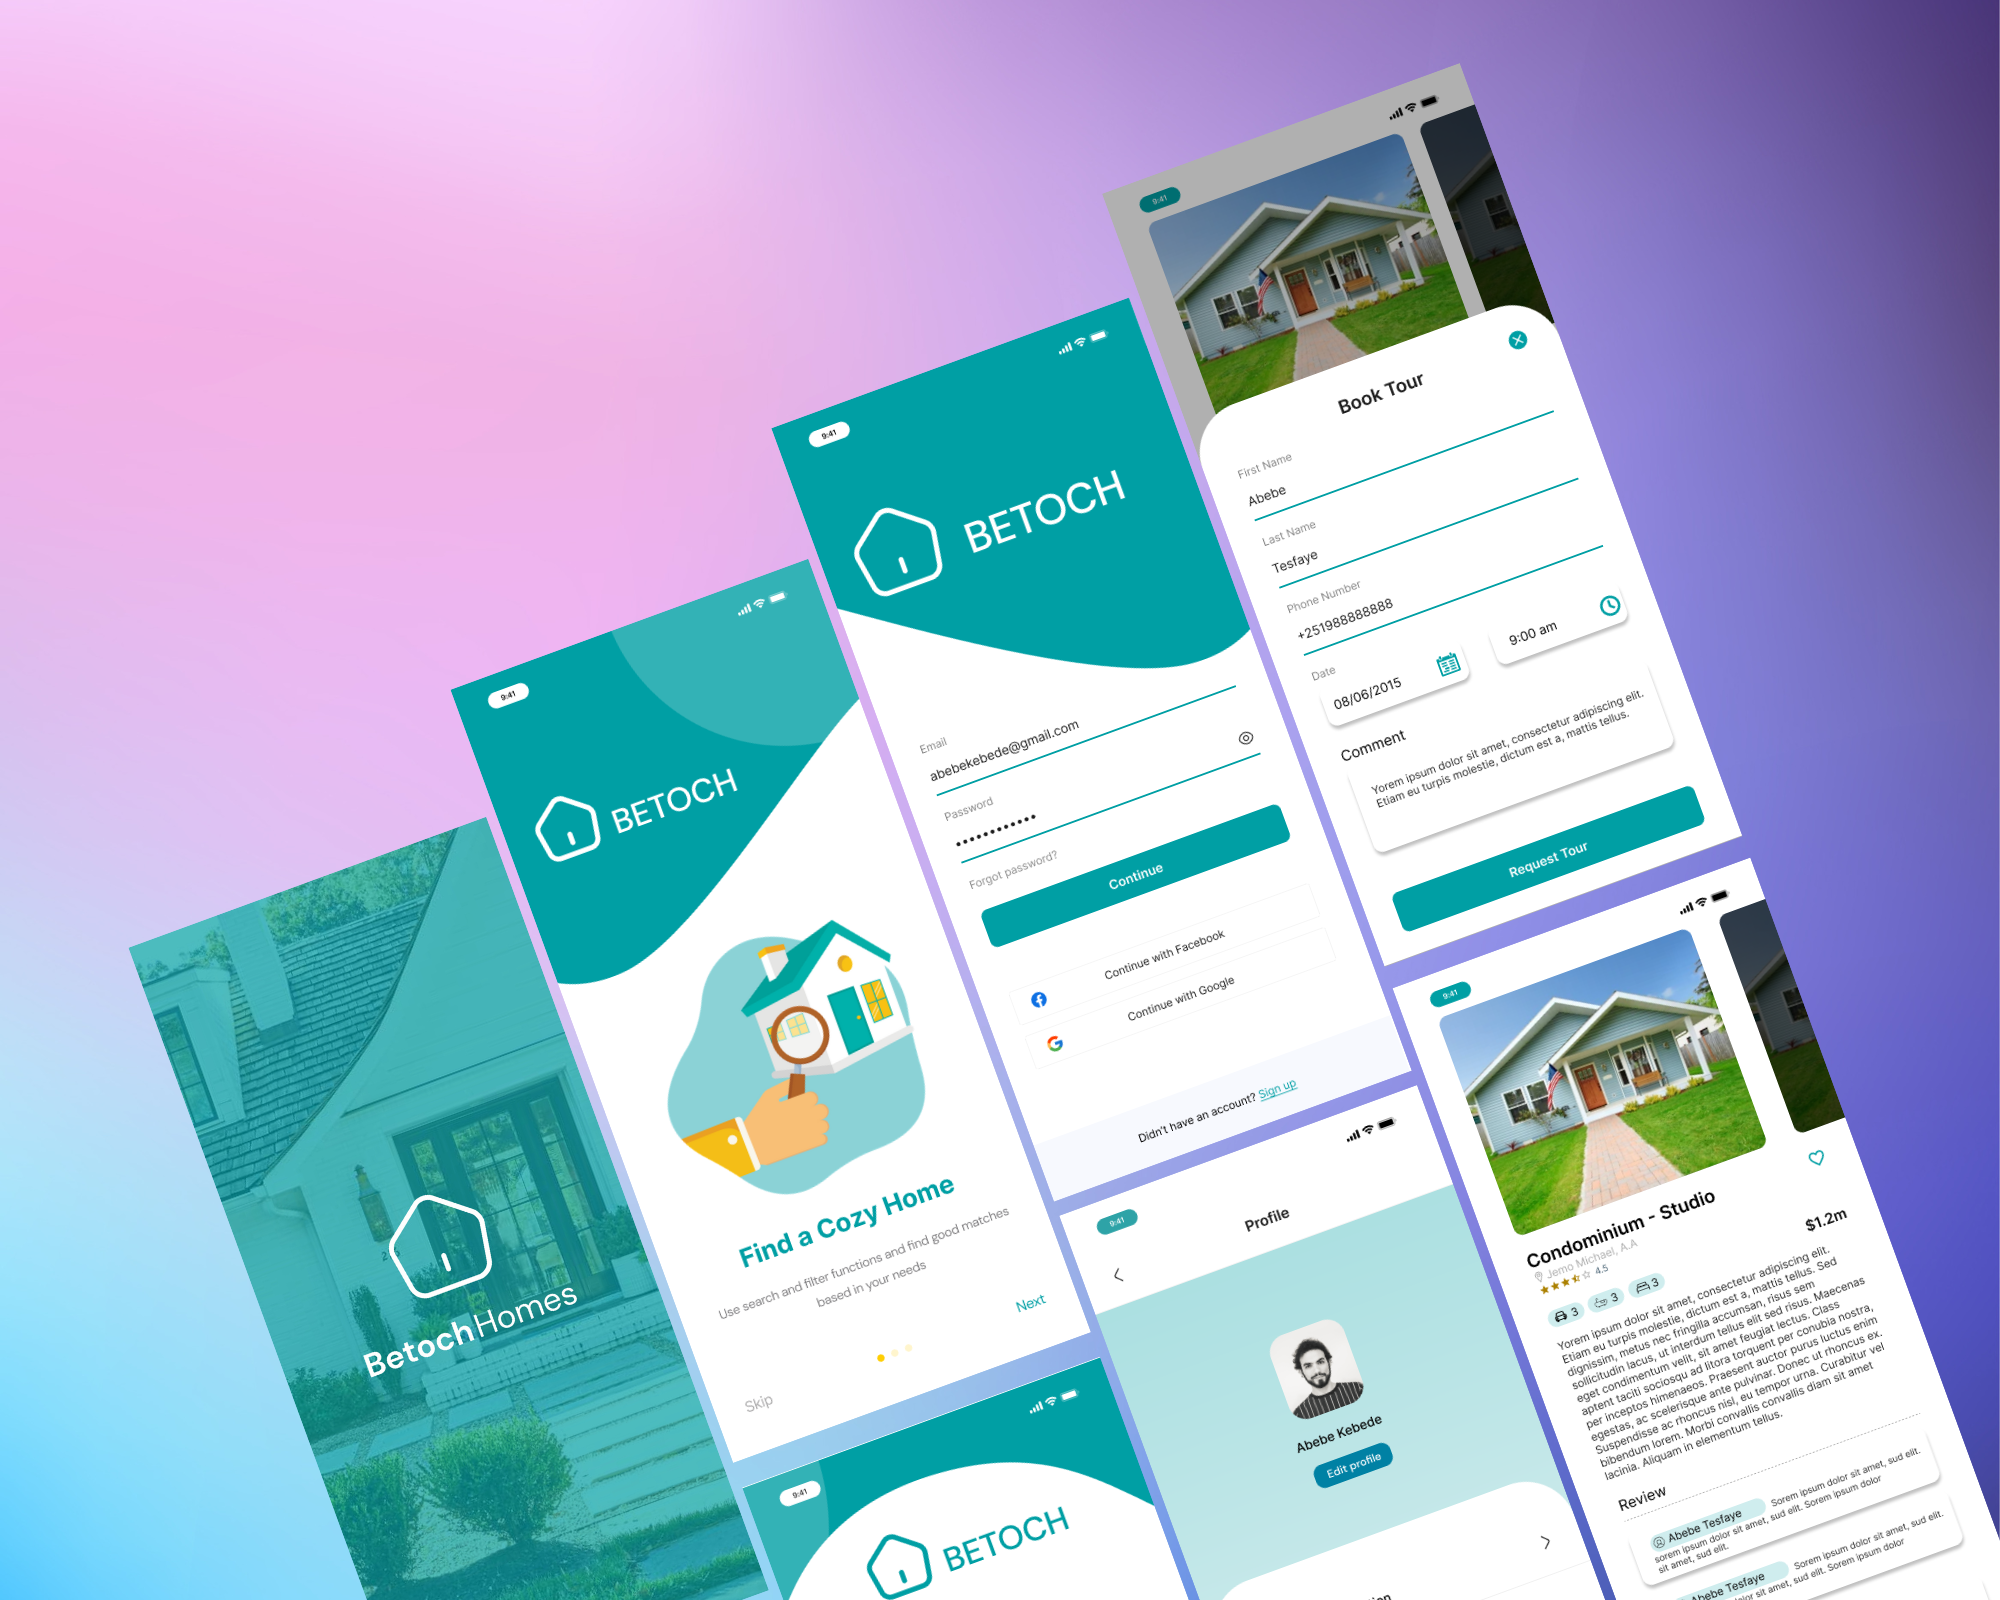 BetochHomes
9:41
BETOCH
Find a Cozy Home
Use search and filter functions and find good matches
based in your needs
Next
Skip
9:41
BETOCH
Email
abebekebede@gmail.com
Password
Forgot password?
Continue
Continue with Facebook
Continue with Google
Didn't have an account? Sign up
9:41
Book Tour
First Name
Abebe
Last Name
Tesfaye
Phone Number
+251988888888
Date
08/06/2015
9:00 am
Comment
Yorem ipsum dolor sit amet, consectetur adipiscing elit.
Etiam eu turpis molestie, dictum est a, mattis tellus.
Request Tour
9:41
BETOCH
9:41
Profile
Abebe Kebede
Edit profile
9:41
Condominium - Studio
$1.2m
Jemo Michael, A.A
4.5
3
3
3
Yorem ipsum dolor sit amet, consectetur adipiscing elit.
Etiam eu turpis molestie, dictum est a, mattis tellus. Sed
dignissim, metus nec fringilla accumsan, risus sem
sollicitudin lacus, ut interdum tellus elit sed risus. Maecenas
eget condimentum velit, sit amet feugiat lectus. Class
aptent taciti sociosqu ad litora torquent per conubia nostra,
per inceptos himenaeos. Praesent auctor purus luctus enim
egestas, ac scelerisque ante pulvinar. Donec ut rhoncus ex.
Suspendisse ac rhoncus nisl, eu tempor urna. Curabitur vel
bibendum lorem. Morbi convallis convallis diam sit amet
lacinia. Aliquam in elementum tellus.
Review
Abebe Tesfaye Sorem ipsum dolor sit amet, sud elit.
sorem ipsum dolor sit amet, sud elit. Sorem ipsum dolor
sit amet, sud elit.
Abebe Tesfaye Sorem ipsum dolor sit amet, sud elit.
dolor sit amet, sud elit. Sorem ipsum dolor